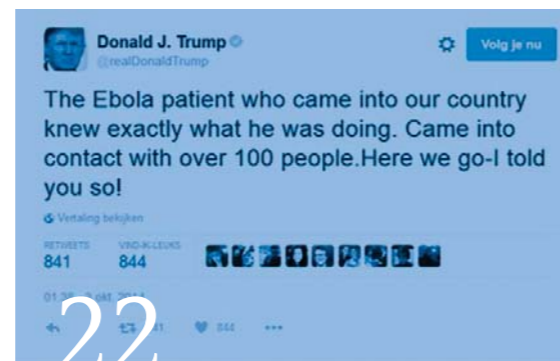 Donald J. Trump
@realDonaldTrump
Volg je nu
The Ebola patient who came into our country
knew exactly what he was doing. Came into
contact with over 100 people.Here we go-I told
you so!
Vertaling bekijken
RETWEETS VIND-IK-LEUKS
841 844
okt.
22
844